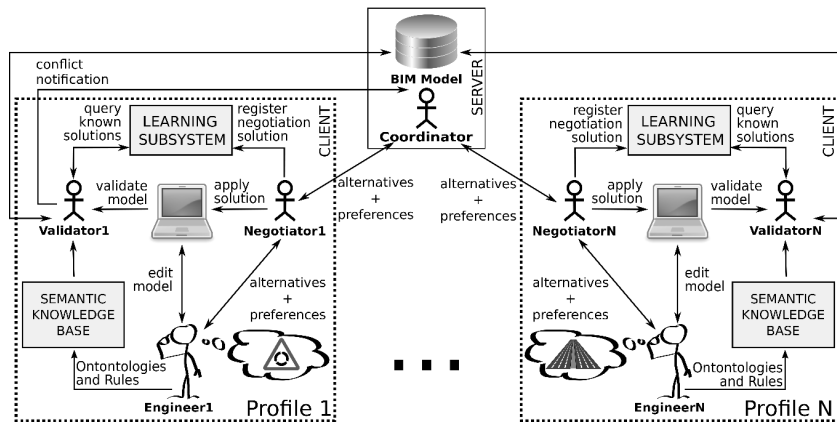 conflict
notification
BIM Model
Coordinator
SERVER
query
known
solutions
LEARNING
SUBSYSTEM
register
negotiation
solution
CLIENT
validate
model
apply
solution
Validator1
Negotiator1
alternatives
+
preferences
edit
model
alternatives
+
preferences
SEMANTIC
KNOWLEDGE
BASE
Ontontologies
and Rules
Engineer1
Profile 1
alternatives
+
preferences
CLIENT
register
negotiation
solution
LEARNING
SUBSYSTEM
query
known
solutions
apply
solution
validate
model
NegotiatorN
ValidatorN
alternatives
+
preferences
edit
model
SEMANTIC
KNOWLEDGE
BASE
Ontontologies
and Rules
EngineerN
Profile N